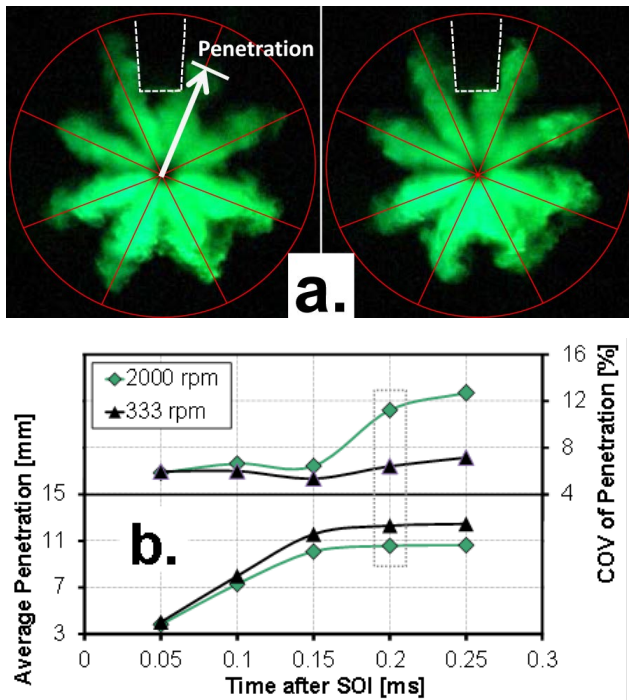 Penetration
a.
2000 rpm
333 rpm
b.
Average Penetration [mm]
15
11
7
3
COV of Penetration [%]
16
12
8
4
0
0.05
0.1
0.15
0.2
0.25
0.3
Time after SOI [ms]